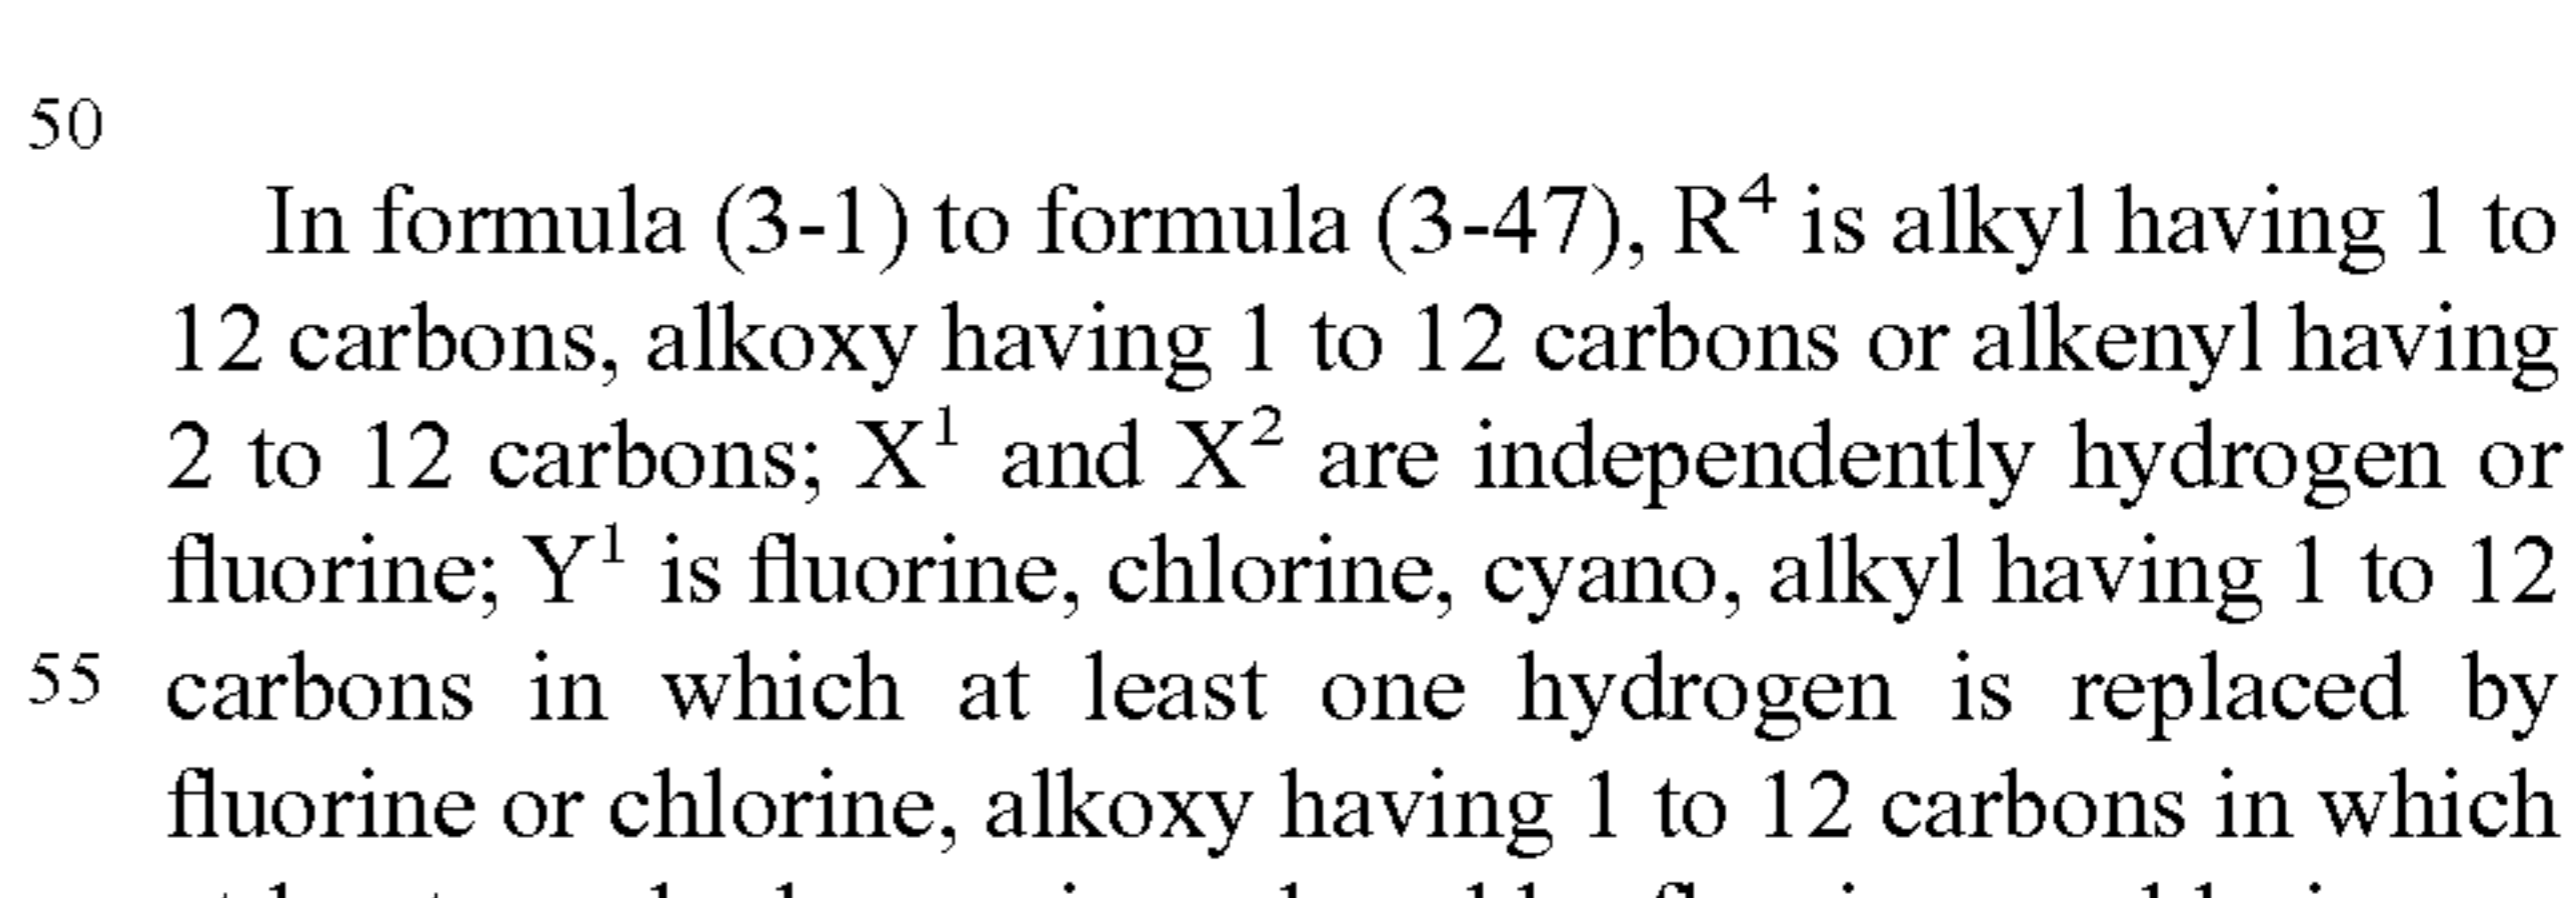 50
In formula (3-1) to formula (3-47), R⁴ is alkyl having 1 to
12 carbons, alkoxy having 1 to 12 carbons or alkenyl having
2 to 12 carbons; X¹ and X² are independently hydrogen or
fluorine; Y¹ is fluorine, chlorine, cyano, alkyl having 1 to 12
55 carbons in which at least one hydrogen is replaced by
fluorine or chlorine, alkoxy having 1 to 12 carbons in which